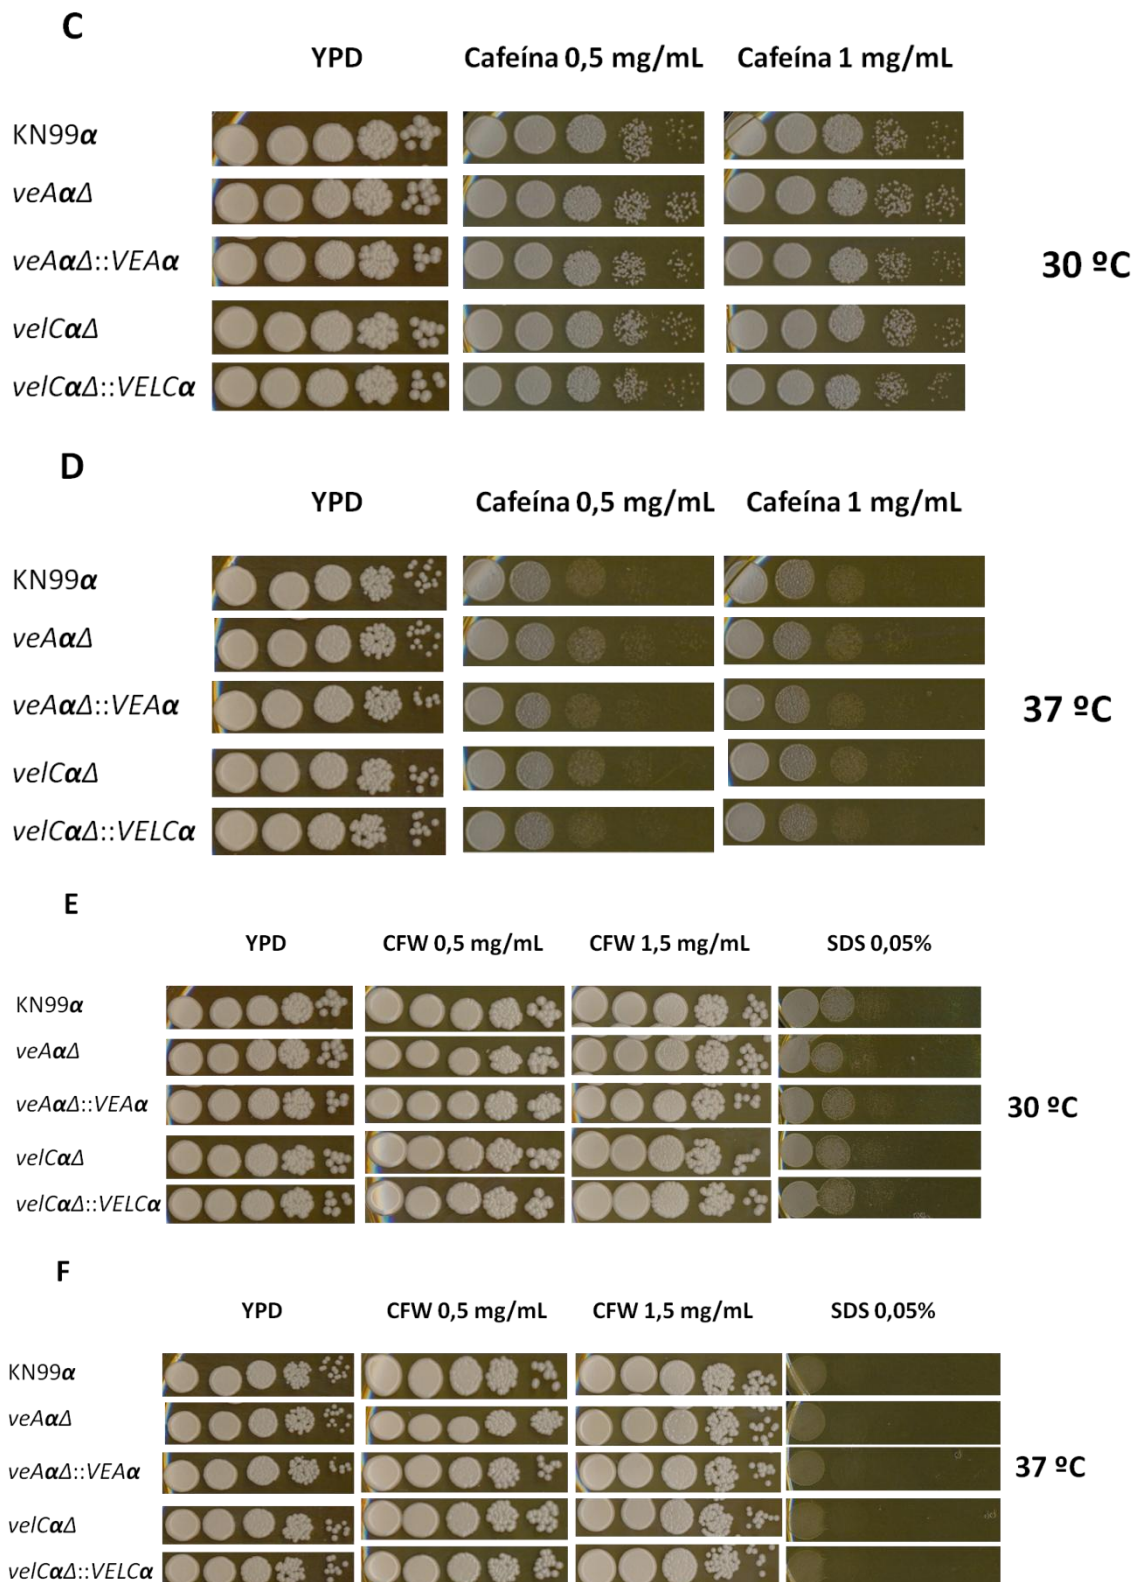 C
YPD Cafeína 0,5 mg/mL Cafeína 1 mg/mL
KN99α
veAαΔ
veAαΔ::VEAα
30 ºC
velCαΔ
velCαΔ::VELCα
D
YPD Cafeína 0,5 mg/mL Cafeína 1 mg/mL
KN99α
veAαΔ
veAαΔ::VEAα
37 ºC
velCαΔ
velCαΔ::VELCα
E
YPD CFW 0,5 mg/mL CFW 1,5 mg/mL SDS 0,05%
KN99α
veAαΔ
veAαΔ::VEAα
30 ºC
velCαΔ
velCαΔ::VELCα
F
YPD CFW 0,5 mg/mL CFW 1,5 mg/mL SDS 0,05%
KN99α
veAαΔ
veAαΔ::VEAα
37 ºC
velCαΔ
velCαΔ::VELCα